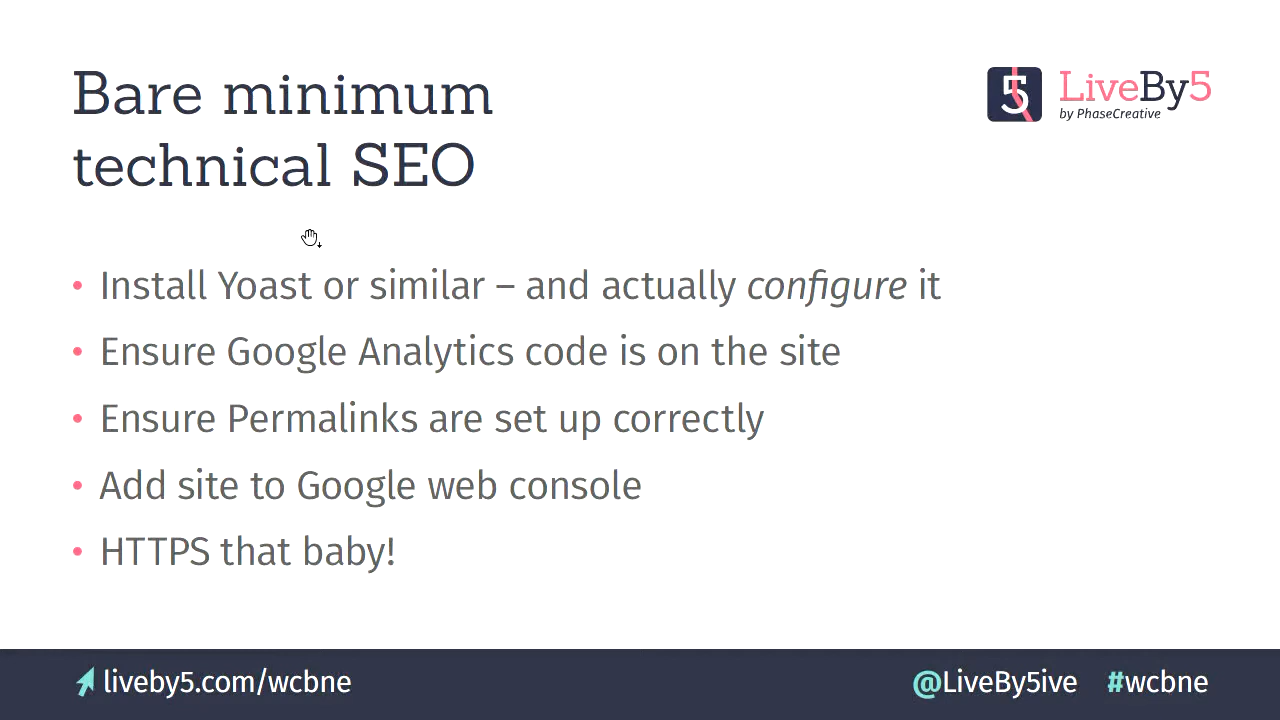 Bare minimum
technical SEO
5 LiveBy5
by PhaseCreative
• Install Yoast or similar – and actually configure it
• Ensure Google Analytics code is on the site
• Ensure Permalinks are set up correctly
• Add site to Google web console
• HTTPS that baby!
liveby5.com/wcbne
@LiveBy5ive #wcbne